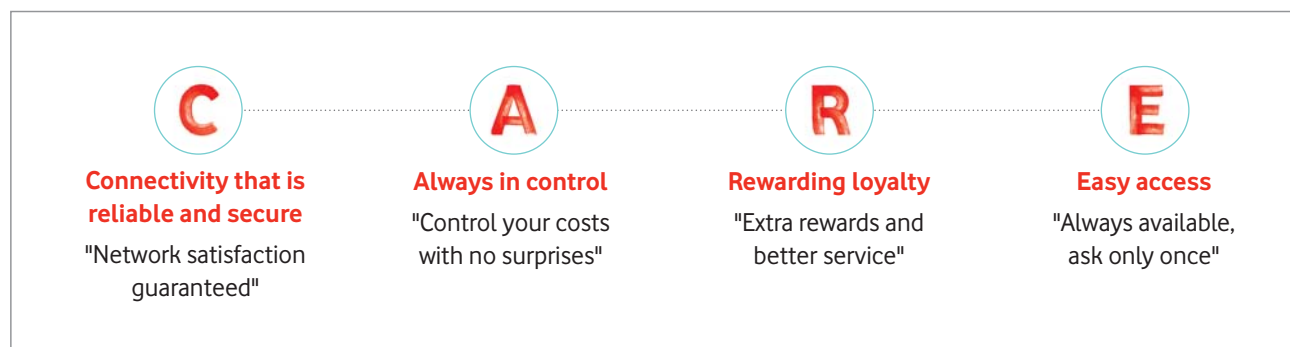 C
A
R
E
Connectivity that is
reliable and secure
"Network satisfaction
guaranteed"
Always in control
"Control your costs
with no surprises"
Rewarding loyalty
"Extra rewards and
better service"
Easy access
"Always available,
ask only once"